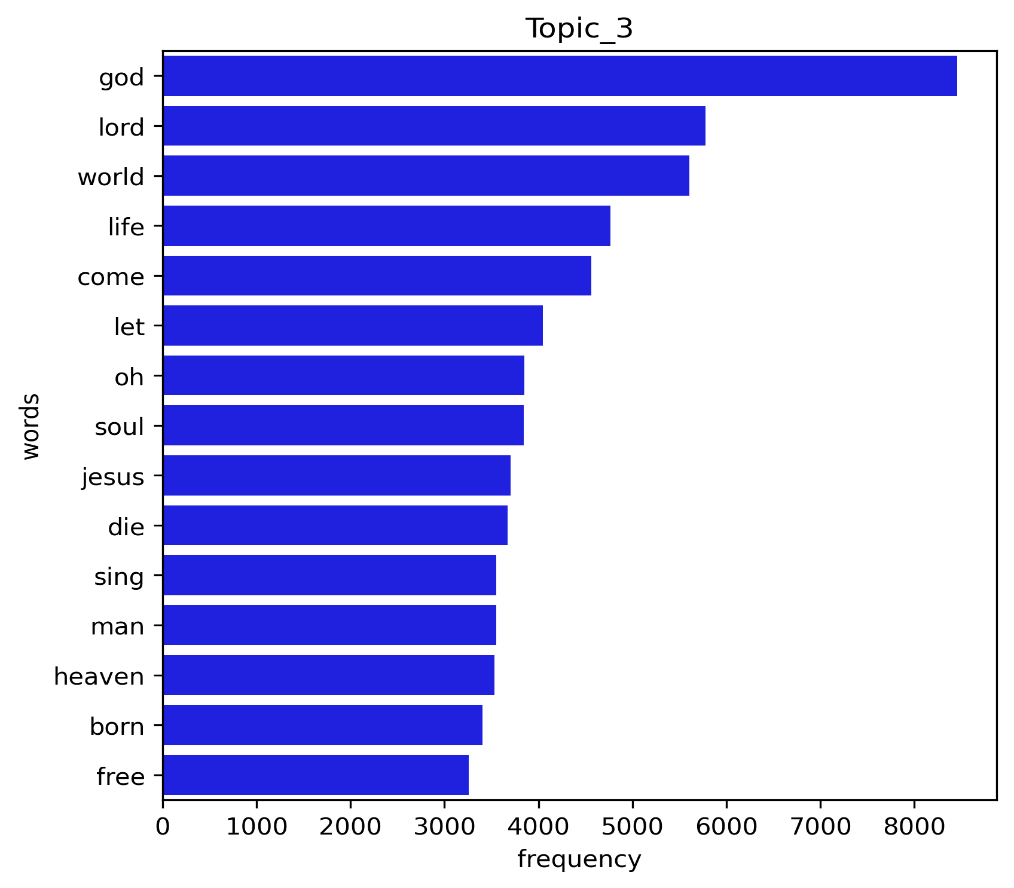 Topic_3
god
lord
world
life
come
let
oh
soul
jesus
die
sing
man
heaven
born
free
words
0 1000 2000 3000 4000 5000 6000 7000 8000
frequency